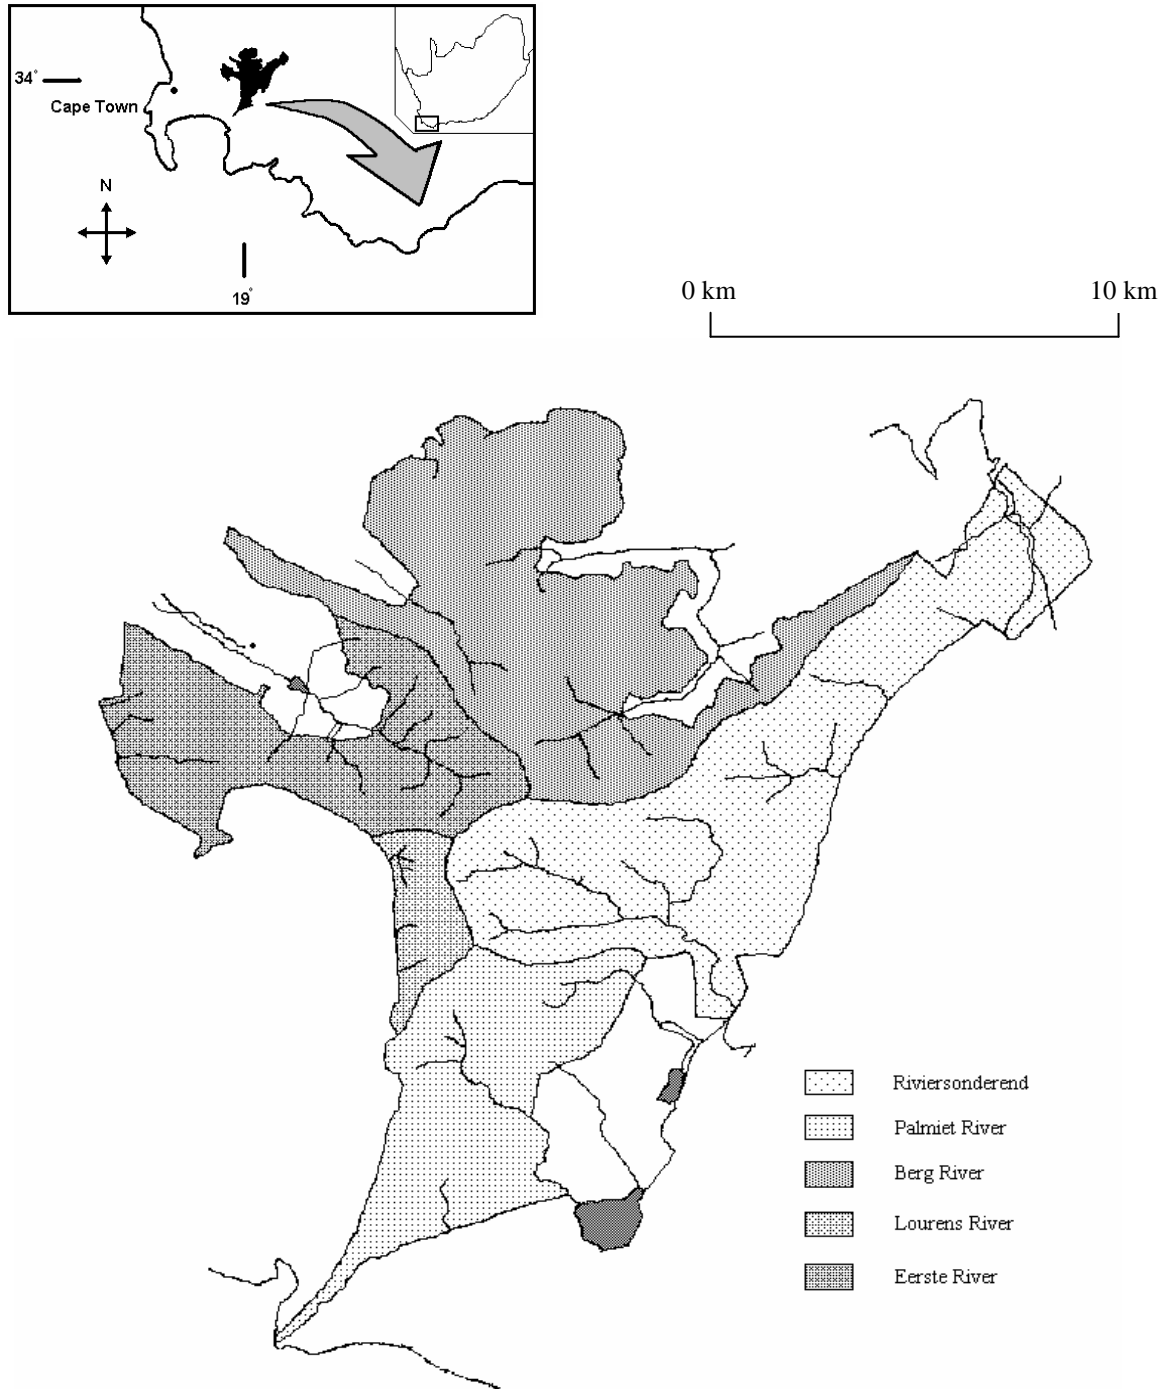 34°
Cape Town
N
19°
0 km
10 km
Riviersonderend
Palmiet River
Berg River
Lourens River
Eerste River